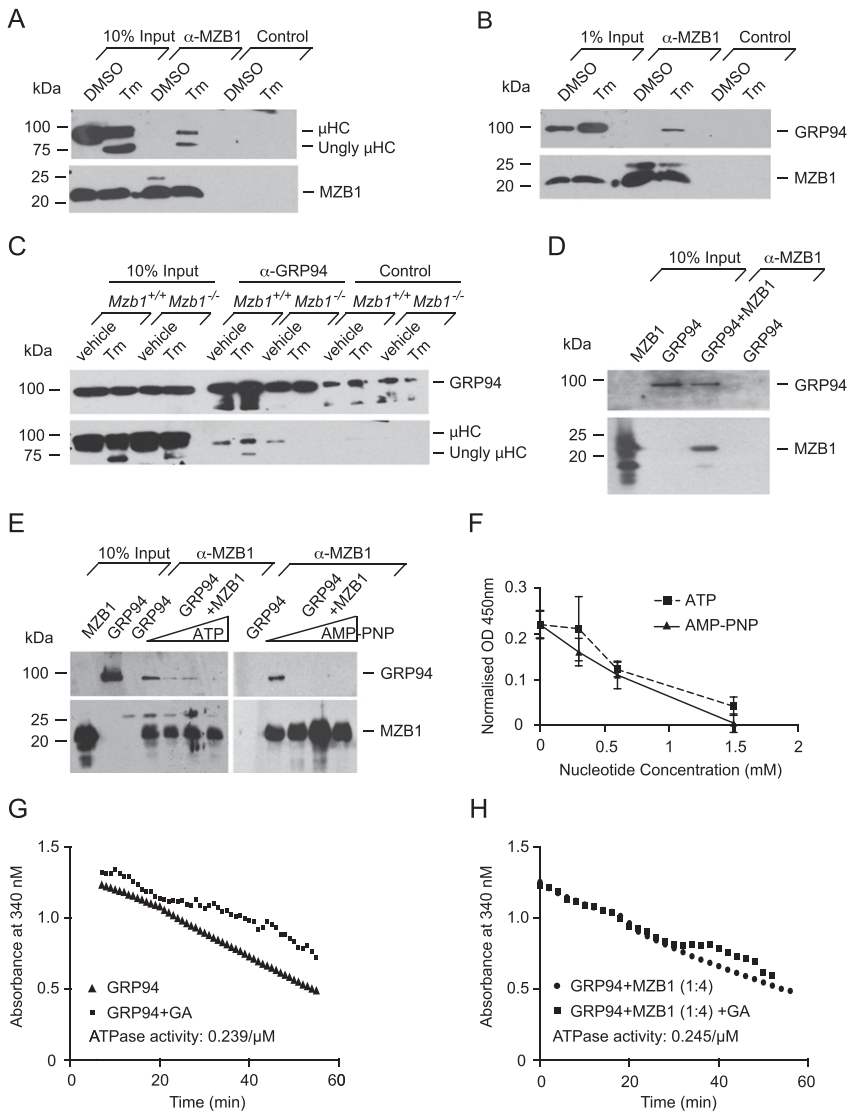 A
10% Input α-MZB1 Control
DMSO Tm DMSO Tm DMSO Tm
kDa
100
75
μHC
Ungly μHC
25
20
MZB1
B
1% Input α-MZB1 Control
DMSO Tm DMSO Tm DMSO Tm
kDa
100
GRP94
25
20
MZB1
C
10% Input α-GRP94 Control
Mzb1+/+ Mzb1-/- Mzb1+/+ Mzb1-/- Mzb1+/+ Mzb1-/-
vehicle Tm vehicle Tm vehicle Tm vehicle Tm vehicle Tm vehicle Tm
kDa
100
GRP94
100
75
μHC
Ungly μHC
D
10% Input α-MZB1
MZB1 GRP94 GRP94+MZB1 GRP94
kDa
100
GRP94
25
20
MZB1
E
10% Input α-MZB1 α-MZB1
MZB1 GRP94 GRP94 GRP94 +MZB1 GRP94 GRP94 +MZB1
ATP AMP-PNP
kDa
100
GRP94
25
20
MZB1
F
Normalised OD 450nm
0.3
0.2
0.1
0
0 0.5 1 1.5 2
Nucleotide Concentration (mM)
ATP
AMP-PNP
G
Absorbance at 340 nM
1.5
1.0
0.5
0
0 20 40 60
Time (min)
GRP94
GRP94+GA
ATPase activity: 0.239/μM
H
Absorbance at 340 nM
1.5
1.0
0.5
0
0 20 40 60
Time (min)
GRP94+MZB1 (1:4)
GRP94+MZB1 (1:4) +GA
ATPase activity: 0.245/μM